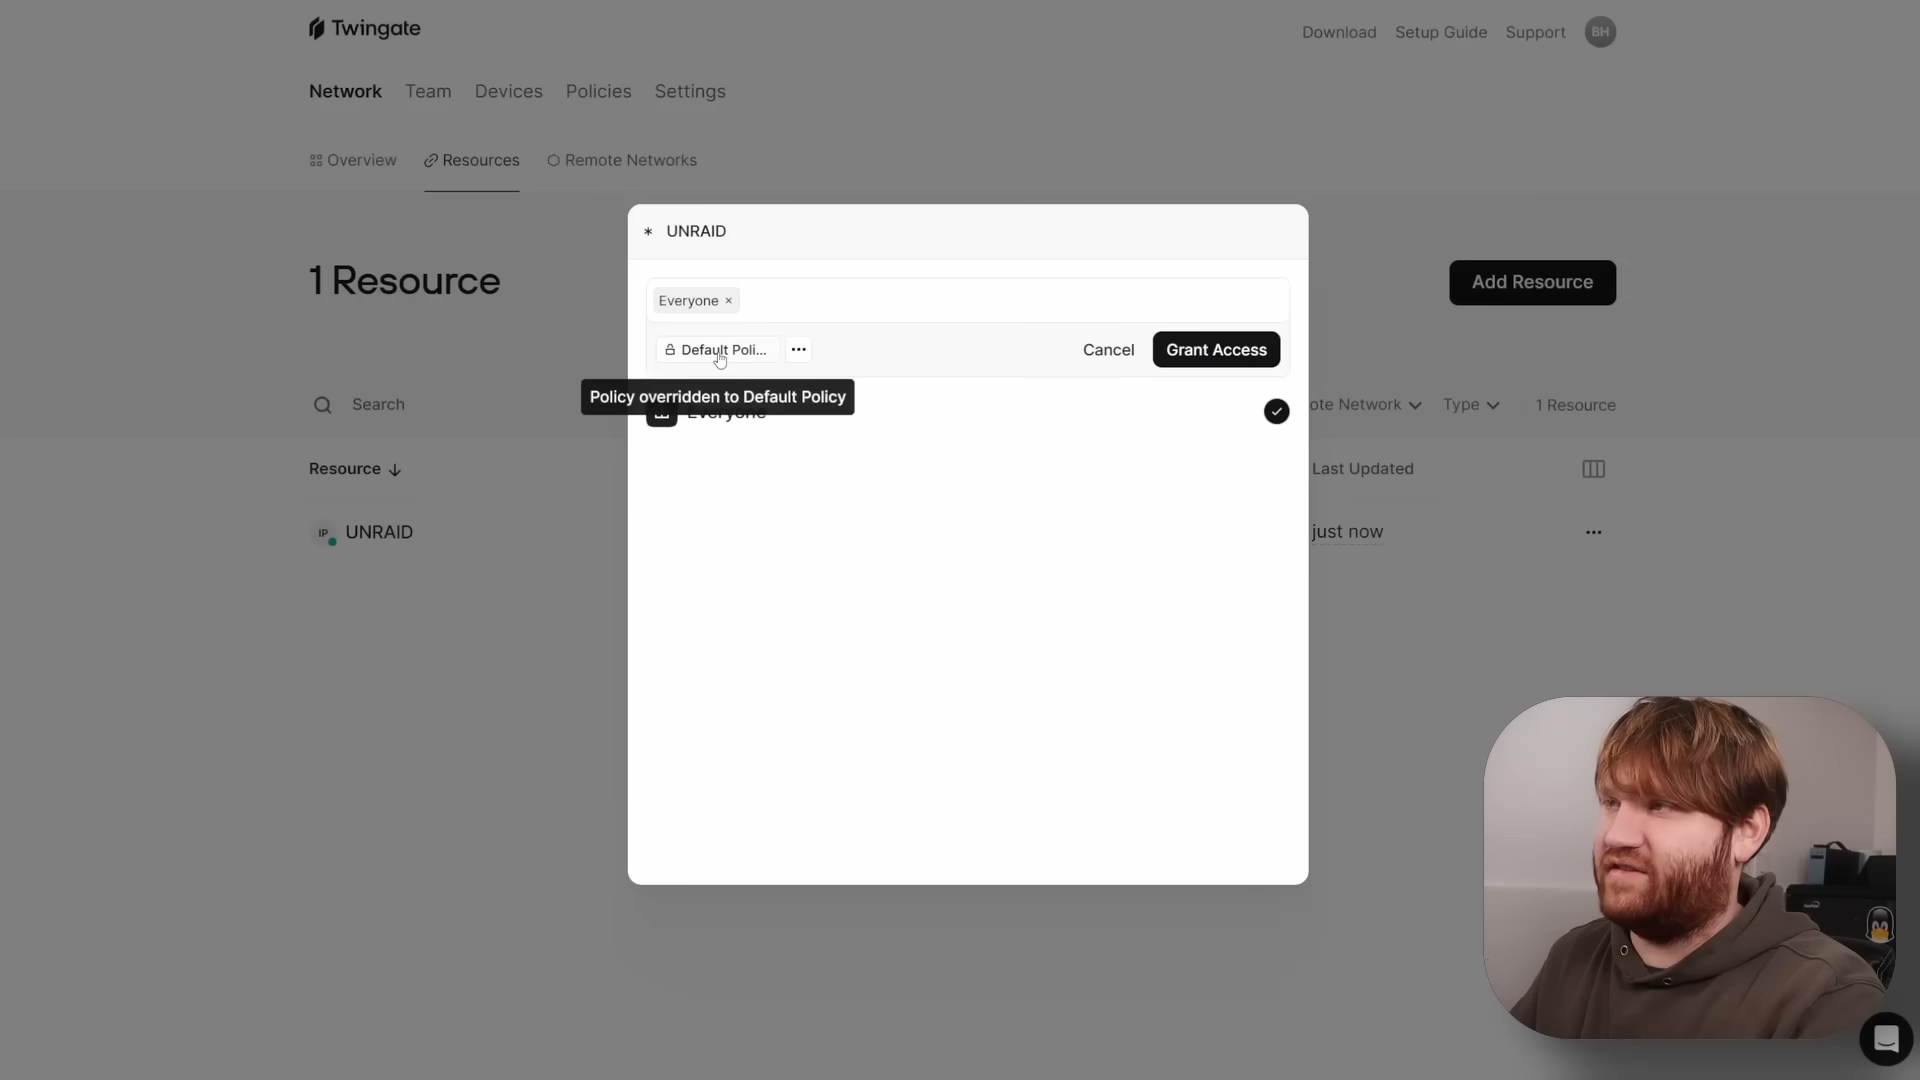 Twingate
Download Setup Guide Support BH
Network Team Devices Policies Settings
Overview Resources Remote Networks
* UNRAID
1 Resource
Add Resource
Everyone ×
Default Poli... ... Cancel Grant Access
Policy overridden to Default Policy
Everyone
Search
ote Network Type 1 Resource
Resource ↓ Last Updated
IP UNRAID just now ...